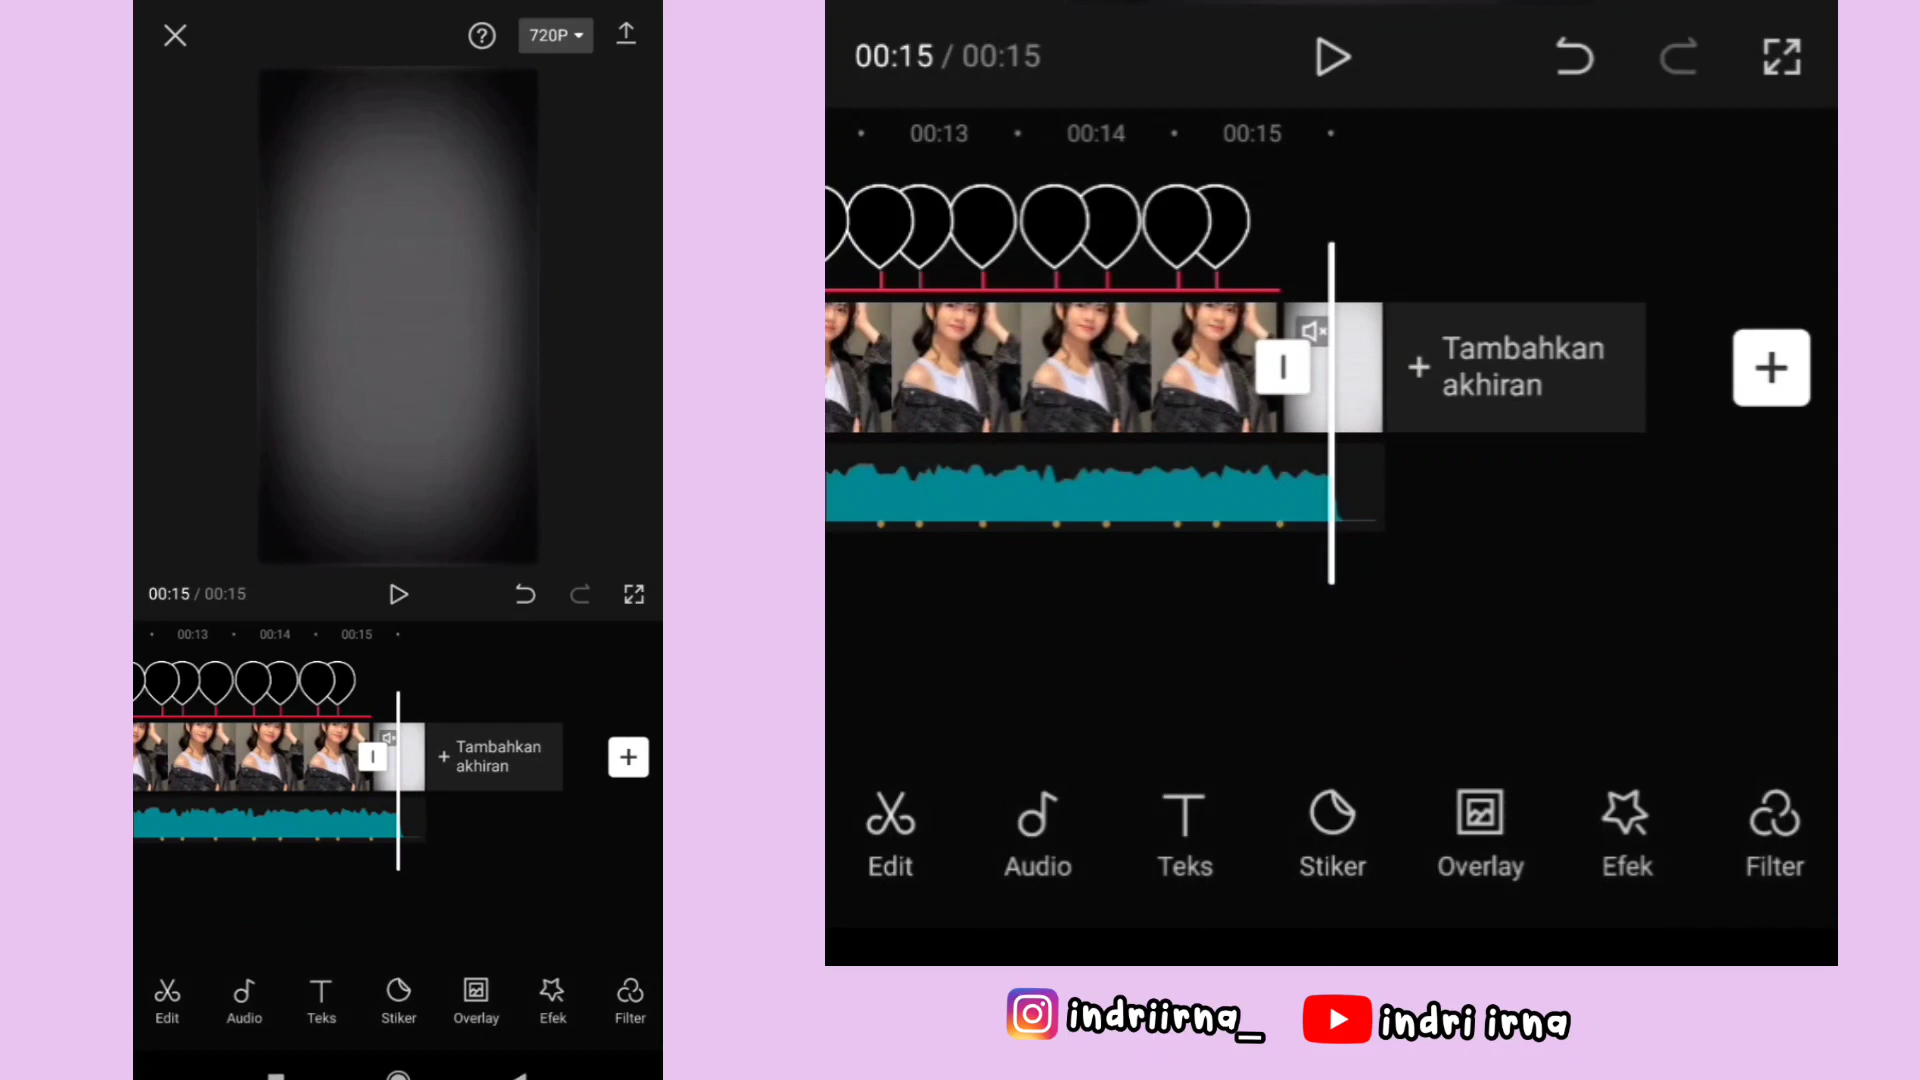 720P
00:15 / 00:15
00:13 00:14 00:15
+ Tambahkan
akhiran
+
Edit Audio Teks Stiker Overlay Efek Filter
00:15 / 00:15
00:13 00:14 00:15
+ Tambahkan
akhiran
+
Edit Audio Teks Stiker Overlay Efek Filter
indriirna_ indri irna